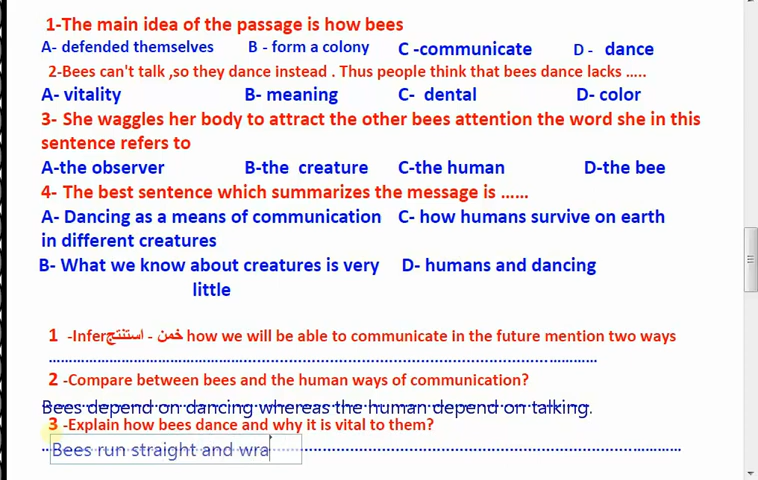 1-The main idea of the passage is how bees
A- defended themselves B - form a colony C -communicate D - dance
2-Bees can't talk ,so they dance instead . Thus people think that bees dance lacks .....
A- vitality B- meaning C- dental D- color
3- She waggles her body to attract the other bees attention the word she in this
sentence refers to
A-the observer B-the creature C-the human D-the bee
4- The best sentence which summarizes the message is ......
A- Dancing as a means of communication C- how humans survive on earth
in different creatures
B- What we know about creatures is very D- humans and dancing
little
1 -Infer خمن - استنتج how we will be able to communicate in the future mention two ways
2 -Compare between bees and the human ways of communication?
Bees depend on dancing whereas the human depend on talking.
3 -Explain how bees dance and why it is vital to them?
Bees run straight and wra